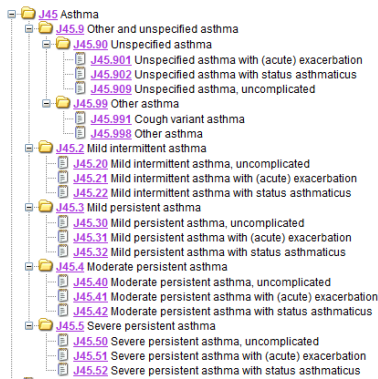 J45 Asthma
J45.9 Other and unspecified asthma
J45.90 Unspecified asthma
J45.901 Unspecified asthma with (acute) exacerbation
J45.902 Unspecified asthma with status asthmaticus
J45.909 Unspecified asthma, uncomplicated
J45.99 Other asthma
J45.991 Cough variant asthma
J45.998 Other asthma
J45.2 Mild intermittent asthma
J45.20 Mild intermittent asthma, uncomplicated
J45.21 Mild intermittent asthma with (acute) exacerbation
J45.22 Mild intermittent asthma with status asthmaticus
J45.3 Mild persistent asthma
J45.30 Mild persistent asthma, uncomplicated
J45.31 Mild persistent asthma with (acute) exacerbation
J45.32 Mild persistent asthma with status asthmaticus
J45.4 Moderate persistent asthma
J45.40 Moderate persistent asthma, uncomplicated
J45.41 Moderate persistent asthma with (acute) exacerbation
J45.42 Moderate persistent asthma with status asthmaticus
J45.5 Severe persistent asthma
J45.50 Severe persistent asthma, uncomplicated
J45.51 Severe persistent asthma with (acute) exacerbation
J45.52 Severe persistent asthma with status asthmaticus